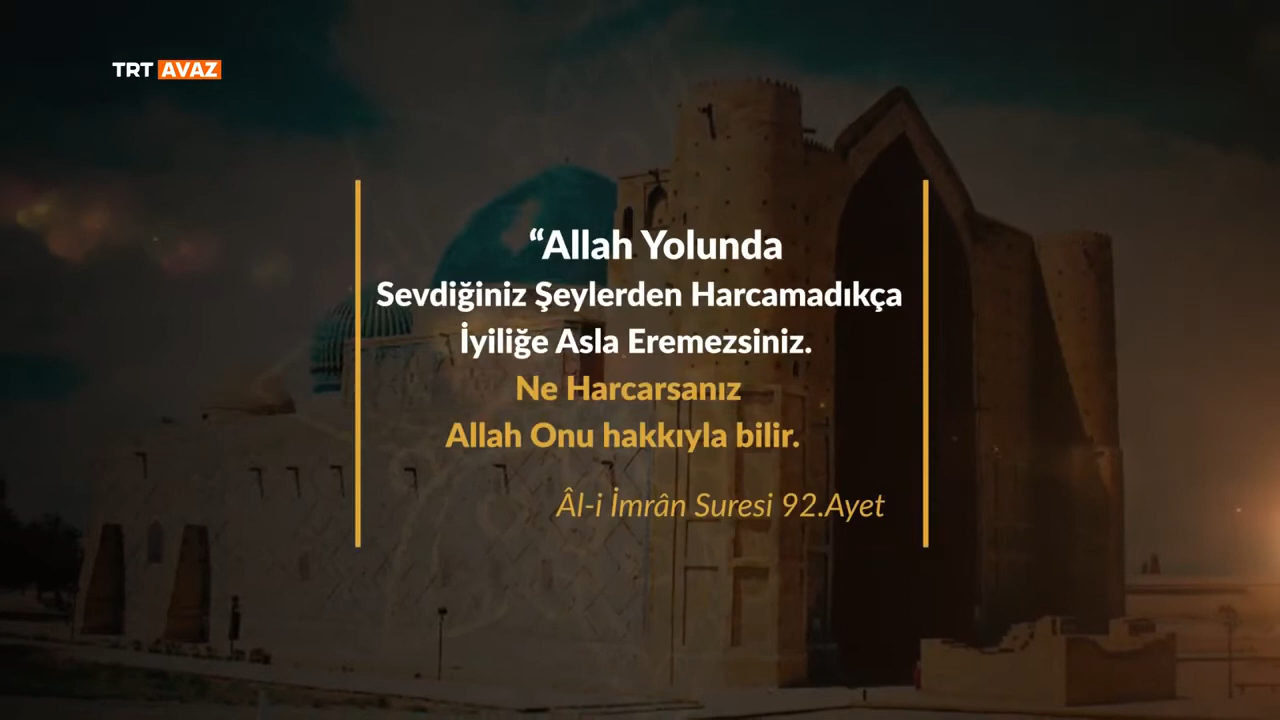 TRT AVAZ
“Allah Yolunda
Sevdiğiniz Şeylerden Harcamadıkça
İyiliğe Asla Eremezsiniz.
Ne Harcarsanız
Allah Onu hakkıyla bilir.
Âl-i İmrân Suresi 92.Ayet